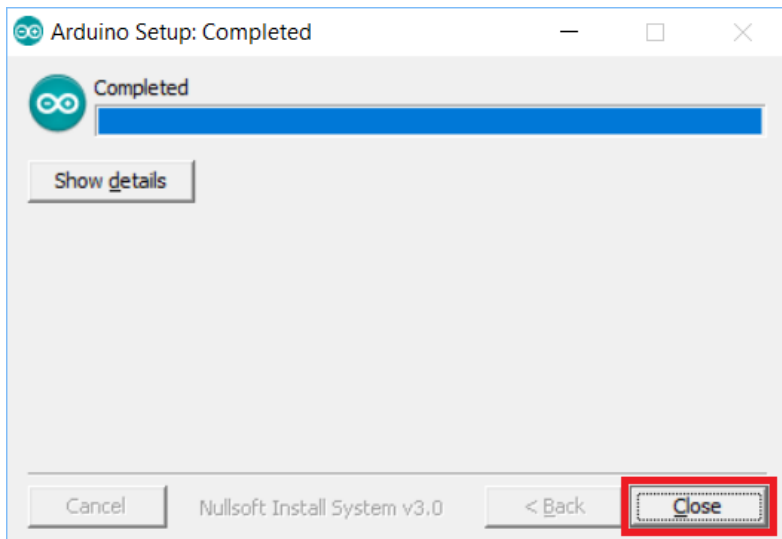 Arduino Setup: Completed
Completed
Show details
Cancel
Nullsoft Install System v3.0
< Back
Close